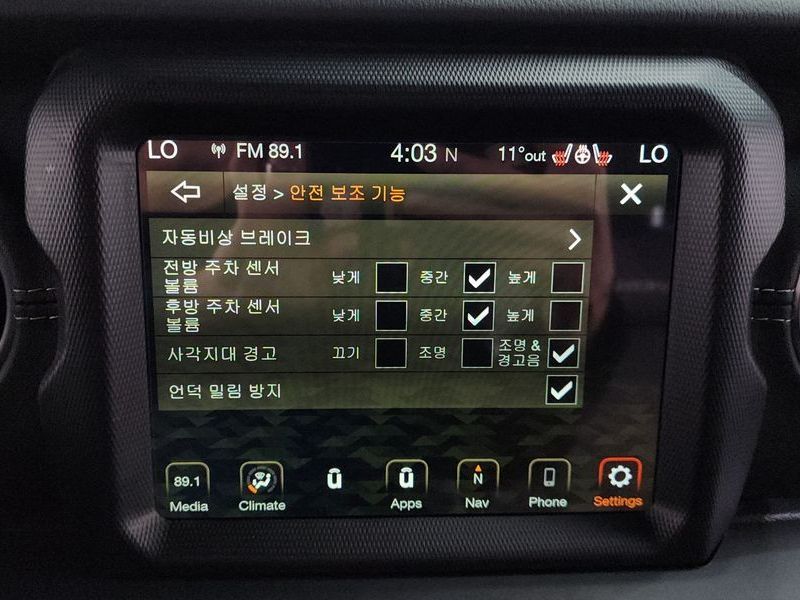 LO FM 89.1 4:03 N 11°out LO
설정 > 안전 보조 기능
자동비상 브레이크
전방 주차 센서 볼륨 낮게 중간 높게
후방 주차 센서 볼륨 낮게 중간 높게
사각지대 경고 끄기 조명 조명 & 경고음
언덕 밀림 방지
89.1 N
Media Climate Apps Nav Phone Settings